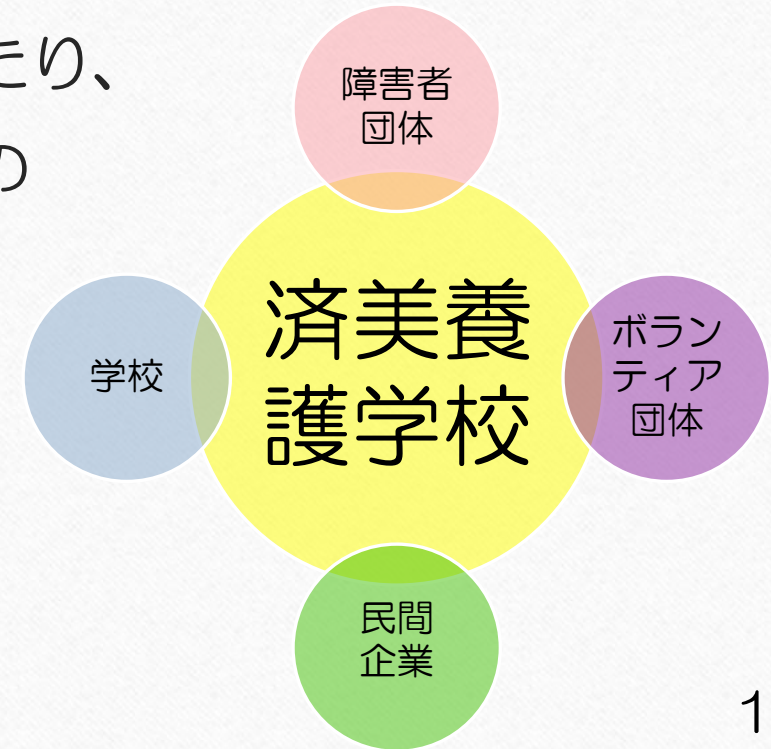 たり、
の
障害者
団体
済美養
護学校
学校
ボラン
ティア
団体
民間
企業
1